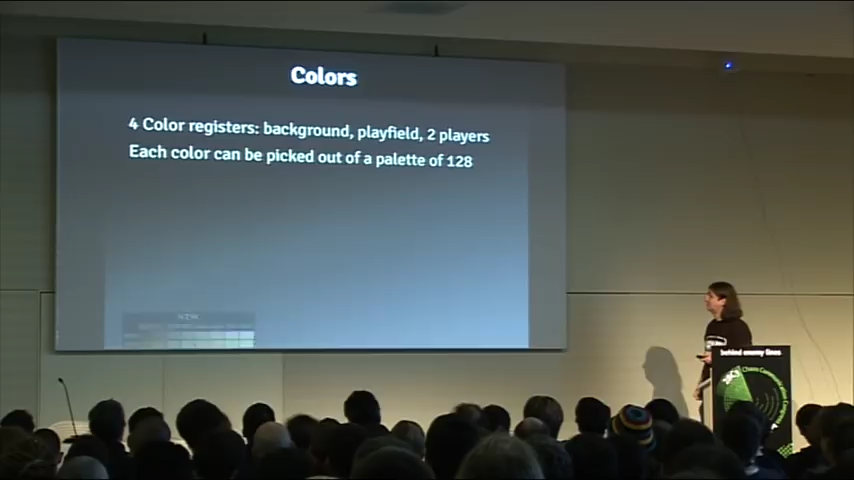 Colors
4 Color registers: background, playfield, 2 players
Each color can be picked out of a palette of 128
NTSC
behind enemy lines